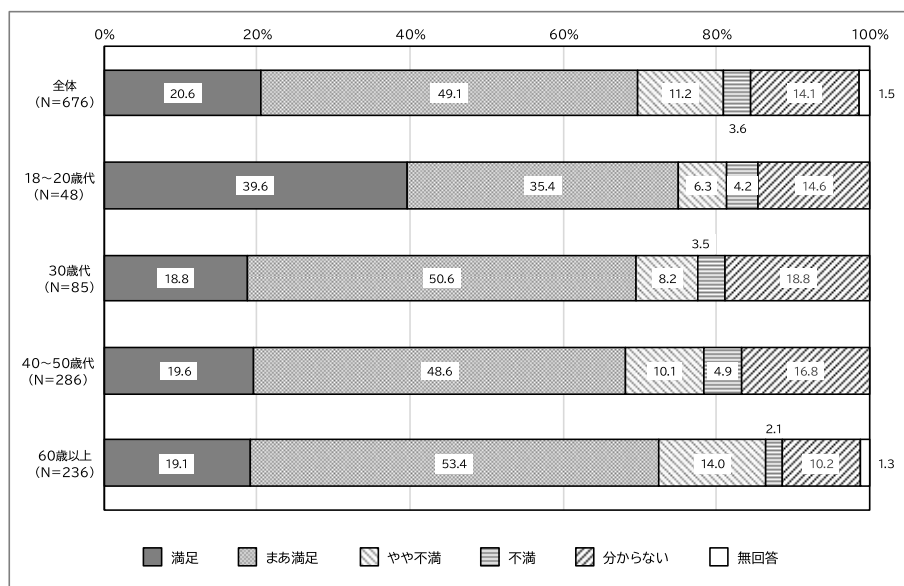 0% 20% 40% 60% 80% 100%
全体
(N=676)
20.6 49.1 11.2 14.1 1.5
3.6
18～20歳代
(N=48)
39.6 35.4 6.3 4.2 14.6
3.5
30歳代
(N=85)
18.8 50.6 8.2 18.8
40～50歳代
(N=286)
19.6 48.6 10.1 4.9 16.8
2.1
60歳以上
(N=236)
19.1 53.4 14.0 10.2 1.3
満足 まあ満足 やや不満 不満 分からない 無回答